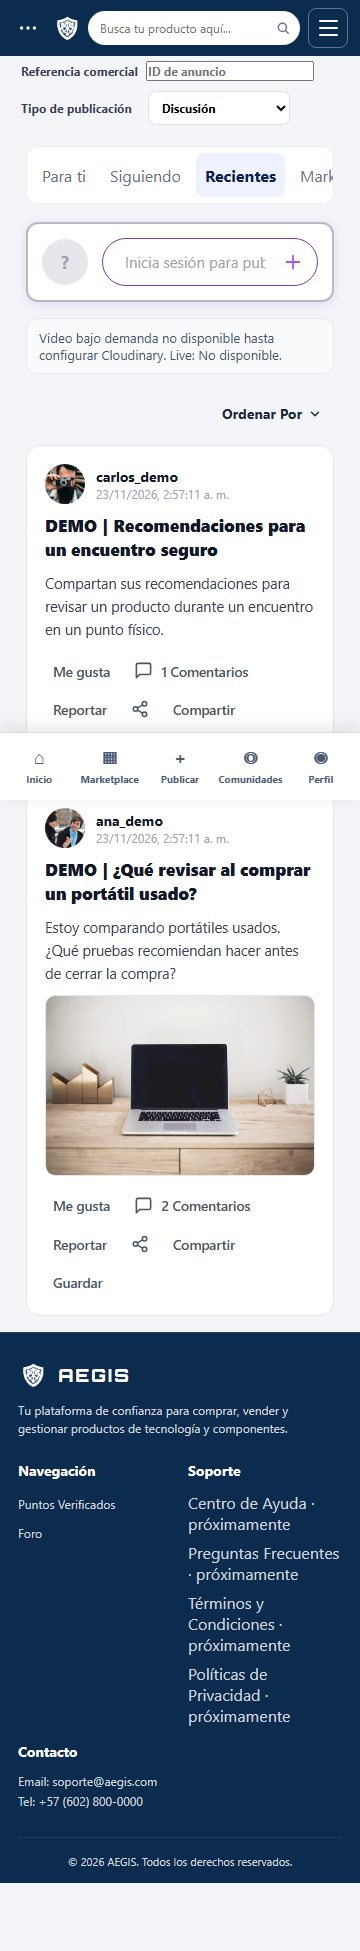 Busca tu producto aquí...
Referencia comercial ID de anuncio
Tipo de publicación Discusión
Para ti Siguiendo Recientes Mark
? Inicia sesión para put +
Video bajo demanda no disponible hasta
configurar Cloudinary. Live: No disponible.
Ordenar Por
carlos_demo
23/11/2026, 2:57:11 a. m.
DEMO | Recomendaciones para
un encuentro seguro
Compartan sus recomendaciones para
revisar un producto durante un encuentro
en un punto físico.
Me gusta 1 Comentarios
Reportar Compartir
Inicio Marketplace Publicar Comunidades Perfil
ana_demo
23/11/2026, 2:57:11 a. m.
DEMO | ¿Qué revisar al comprar
un portátil usado?
Estoy comparando portátiles usados.
¿Qué pruebas recomiendan hacer antes
de cerrar la compra?
Me gusta 2 Comentarios
Reportar Compartir
Guardar
AEGIS
Tu plataforma de confianza para comprar, vender y
gestionar productos de tecnología y componentes.
Navegación
Puntos Verificados
Foro
Soporte
Centro de Ayuda ·
próximamente
Preguntas Frecuentes
· próximamente
Términos y
Condiciones ·
próximamente
Políticas de
Privacidad ·
próximamente
Contacto
Email: soporte@aegis.com
Tel: +57 (602) 800-0000
© 2026 AEGIS. Todos los derechos reservados.